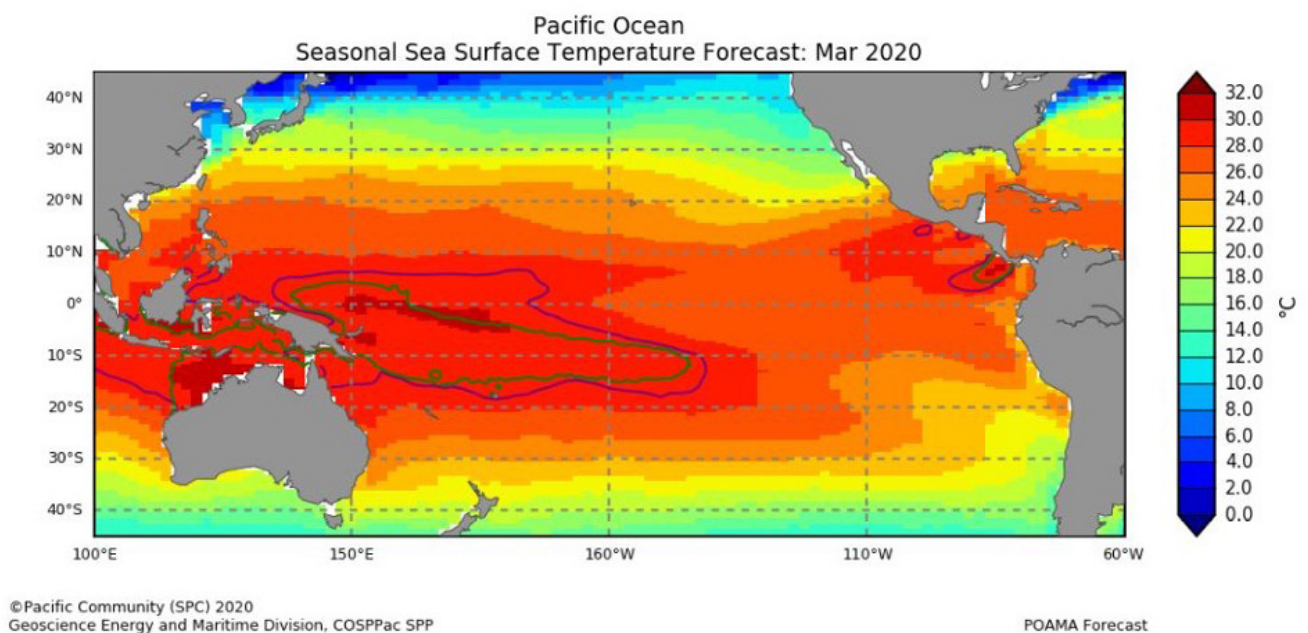 Pacific Ocean
Seasonal Sea Surface Temperature Forecast: Mar 2020
40°N
30°N
20°N
10°N
0°
10°S
20°S
30°S
40°S
100°E
150°E
160°W
110°W
60°W
32.0
30.0
28.0
26.0
24.0
22.0
20.0
18.0
16.0
14.0
12.0
10.0
8.0
6.0
4.0
2.0
0.0
°C
©Pacific Community (SPC) 2020
Geoscience Energy and Maritime Division, COSPPac SPP
POAMA Forecast